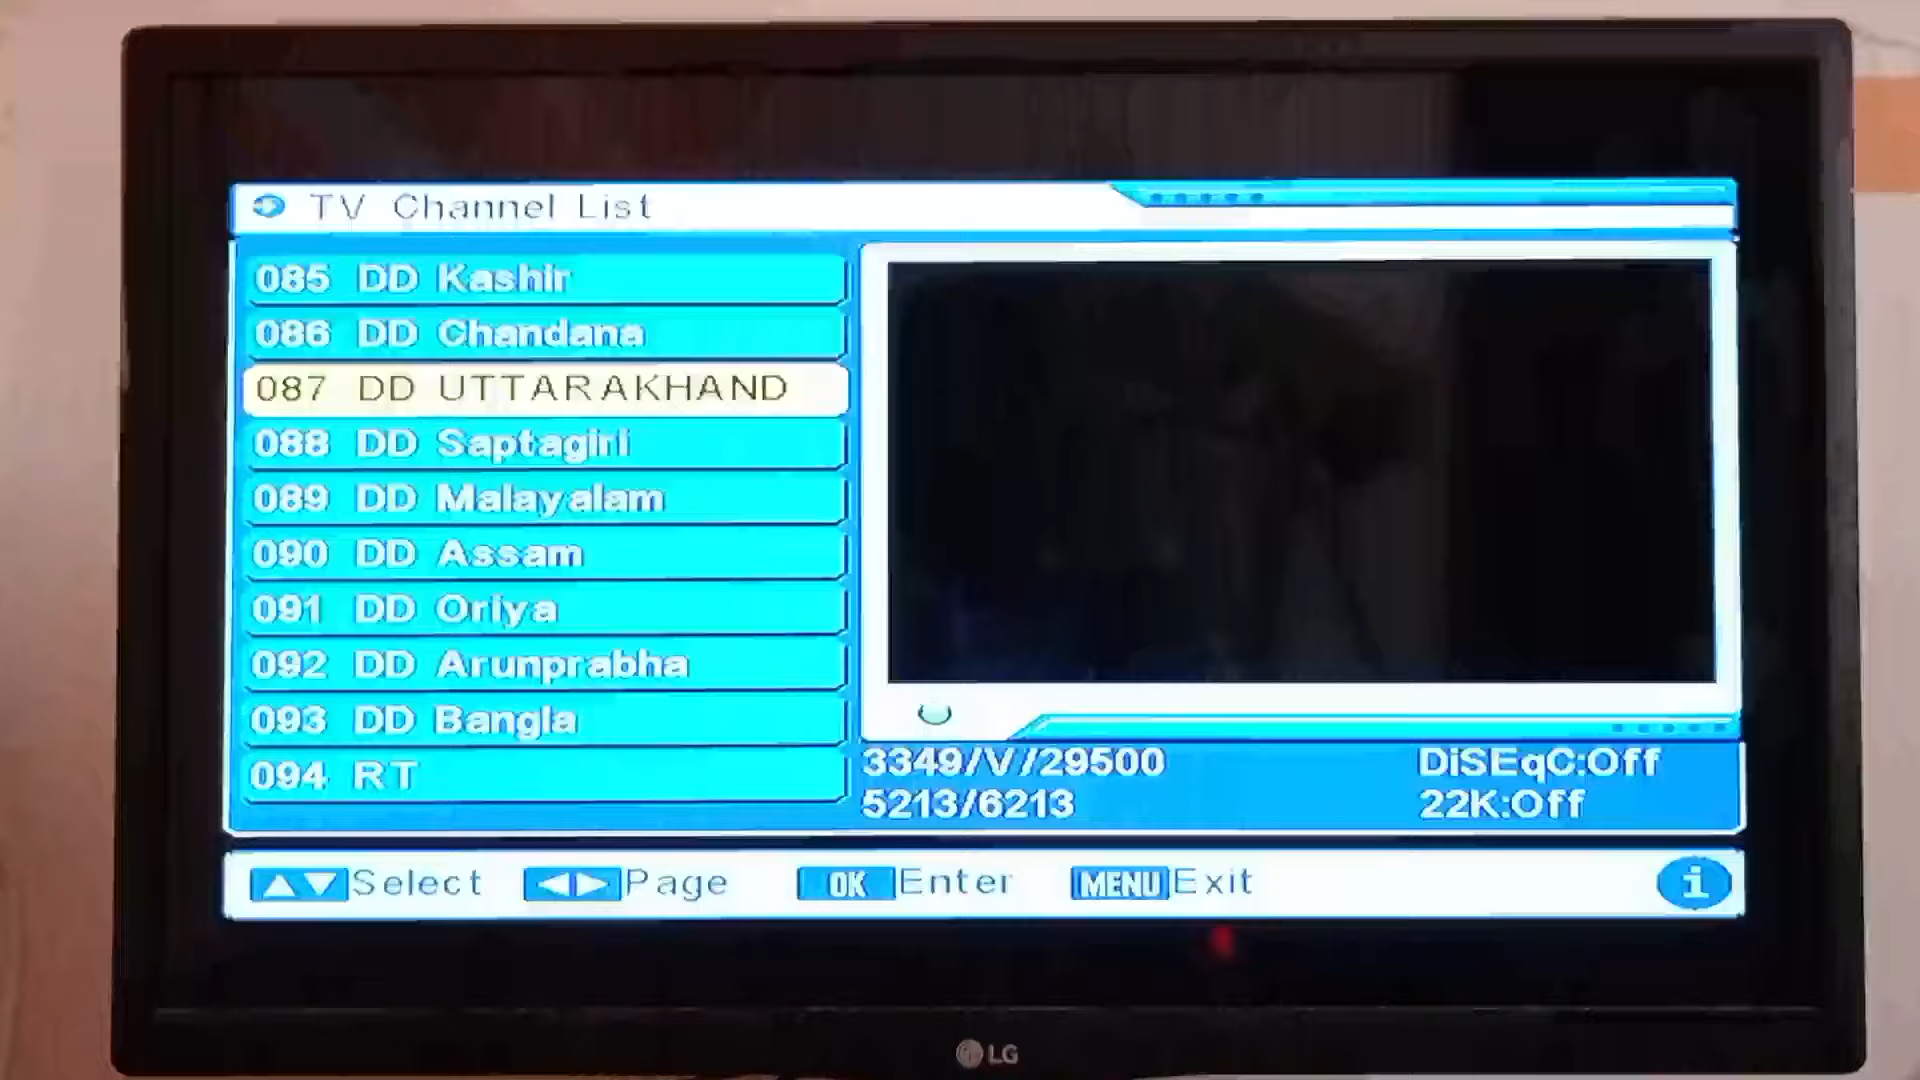 TV Channel List
085 DD Kashir
086 DD Chandana
087 DD UTTARAKHAND
088 DD Saptagiri
089 DD Malayalam
090 DD Assam
091 DD Oriya
092 DD Arunprabha
093 DD Bangla
094 RT
3349/V/29500 DiSEqC:Off
5213/6213 22K:Off
Select Page OK Enter MENU Exit i
LG